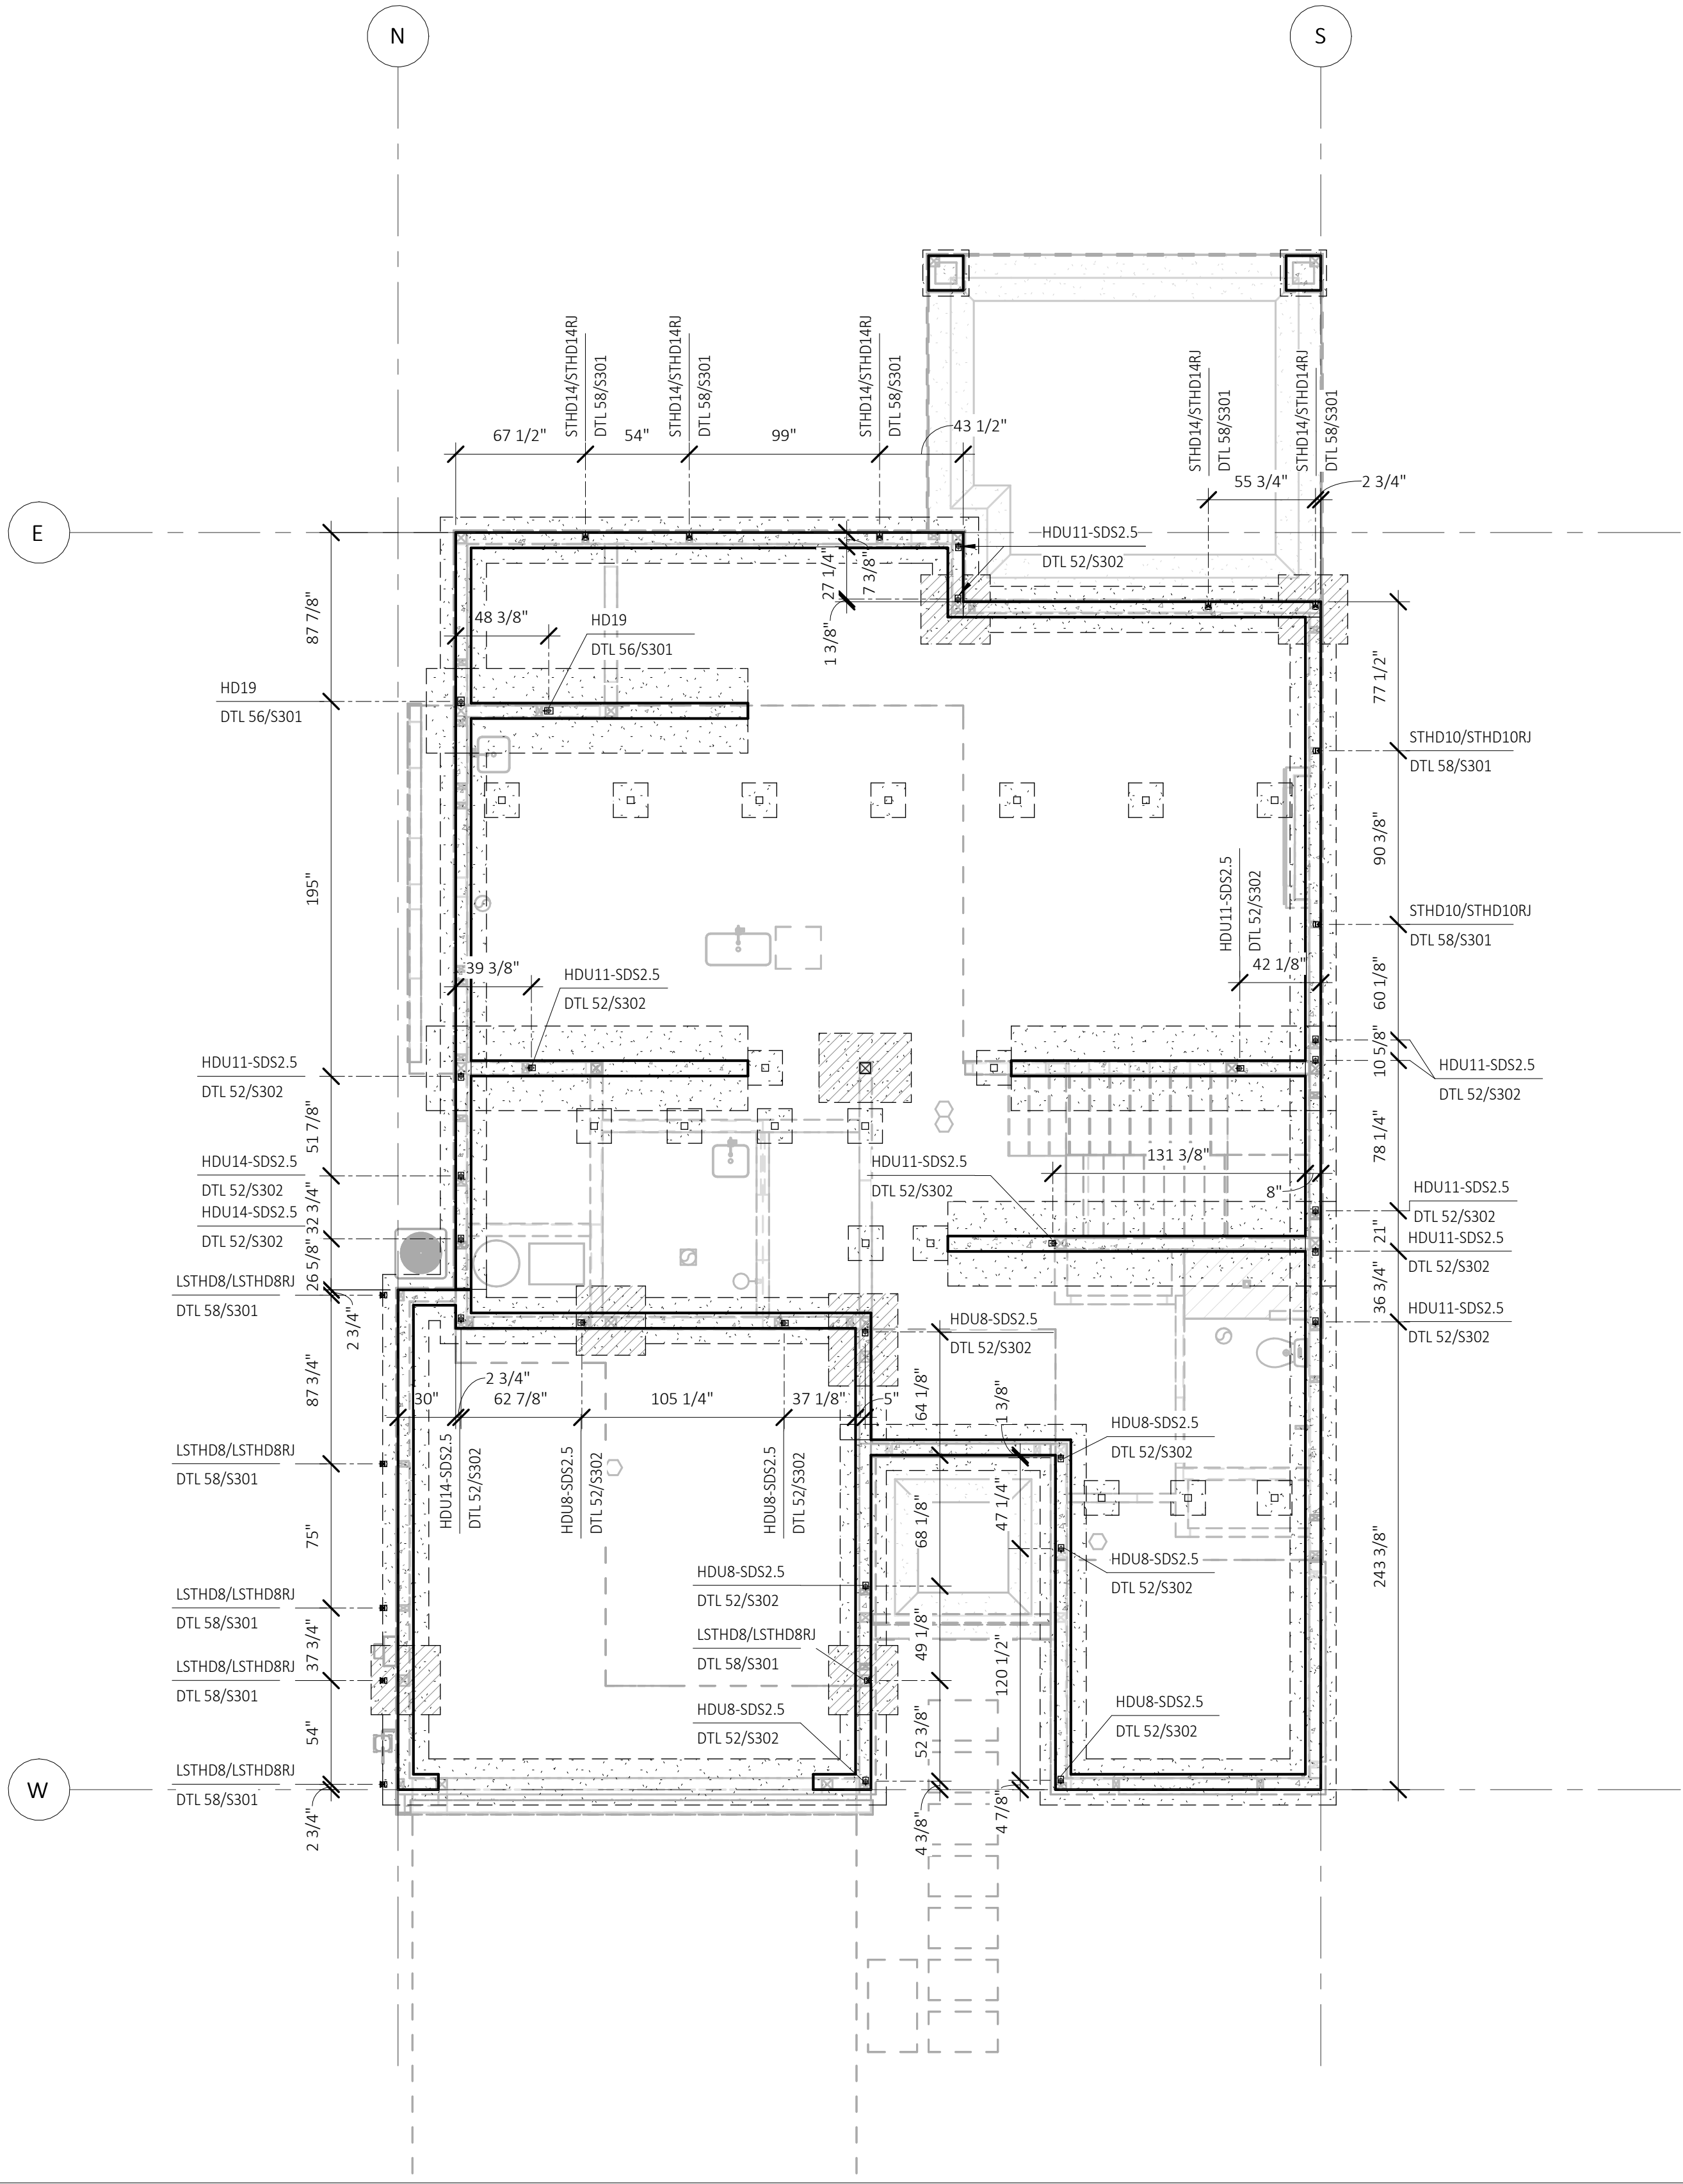 N
S
E
W
STHD14/STHD14RJ
DTL 58/S301
STHD14/STHD14RJ
DTL 58/S301
STHD14/STHD14RJ
DTL 58/S301
STHD14/STHD14RJ
DTL 58/S301
STHD14/STHD14RJ
DTL 58/S301
67 1/2"
54"
99"
43 1/2"
55 3/4"
2 3/4"
HDU11-SDS2.5
DTL 52/S302
27 1/4"
7 3/8"
1 3/8"
87 7/8"
48 3/8"
HD19
DTL 56/S301
HD19
DTL 56/S301
77 1/2"
STHD10/STHD10RJ
DTL 58/S301
90 3/8"
195"
HDU11-SDS2.5
DTL 52/S302
STHD10/STHD10RJ
DTL 58/S301
39 3/8"
HDU11-SDS2.5
DTL 52/S302
42 1/8"
60 1/8"
10 5/8"
HDU11-SDS2.5
DTL 52/S302
HDU11-SDS2.5
DTL 52/S302
51 7/8"
78 1/4"
HDU14-SDS2.5
DTL 52/S302
HDU11-SDS2.5
DTL 52/S302
131 3/8"
8"
HDU11-SDS2.5
DTL 52/S302
32 3/4"
HDU14-SDS2.5
DTL 52/S302
21"
HDU11-SDS2.5
DTL 52/S302
26 5/8"
LSTHD8/LSTHD8RJ
DTL 58/S301
36 3/4"
HDU11-SDS2.5
DTL 52/S302
2 3/4"
HDU8-SDS2.5
DTL 52/S302
87 3/4"
30"
2 3/4"
62 7/8"
105 1/4"
37 1/8"
5"
64 1/8"
1 3/8"
HDU8-SDS2.5
DTL 52/S302
LSTHD8/LSTHD8RJ
DTL 58/S301
HDU14-SDS2.5
DTL 52/S302
HDU8-SDS2.5
DTL 52/S302
HDU8-SDS2.5
DTL 52/S302
47 1/4"
68 1/8"
75"
HDU8-SDS2.5
DTL 52/S302
HDU8-SDS2.5
DTL 52/S302
243 3/8"
LSTHD8/LSTHD8RJ
DTL 58/S301
37 3/4"
LSTHD8/LSTHD8RJ
DTL 58/S301
49 1/8"
120 1/2"
LSTHD8/LSTHD8RJ
DTL 58/S301
54"
HDU8-SDS2.5
DTL 52/S302
52 3/8"
HDU8-SDS2.5
DTL 52/S302
LSTHD8/LSTHD8RJ
DTL 58/S301
2 3/4"
4 3/8"
4 7/8"
S
S
S